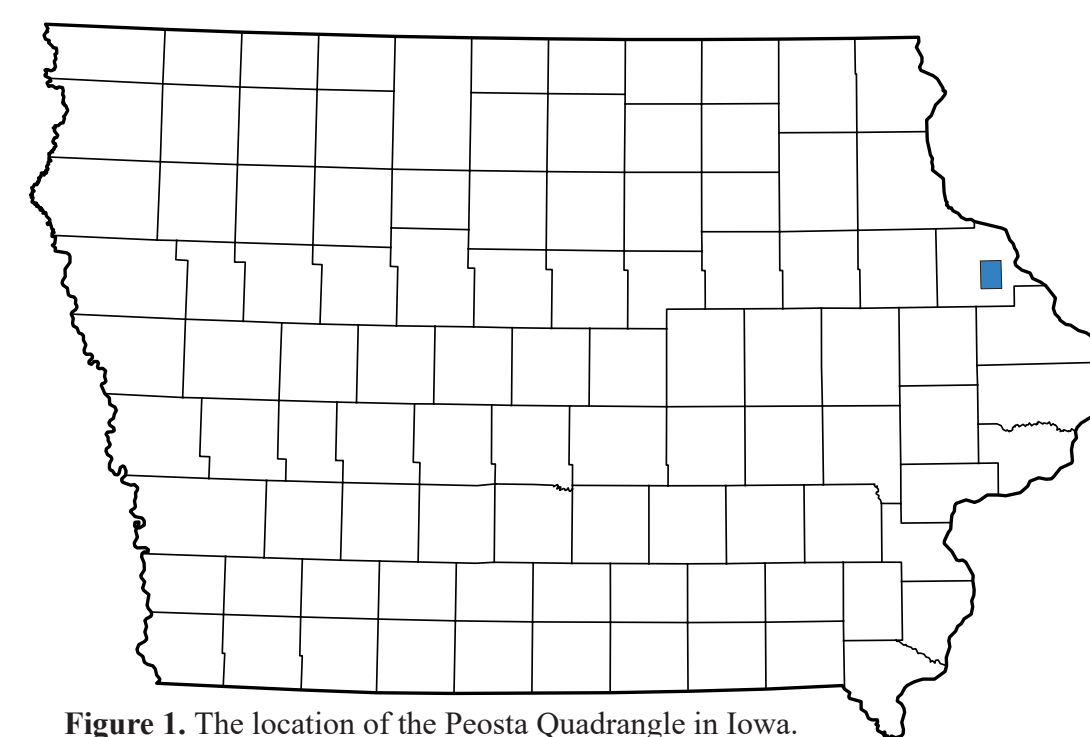 Figure 1. The location of the Peosta Quadrangle in Iowa.